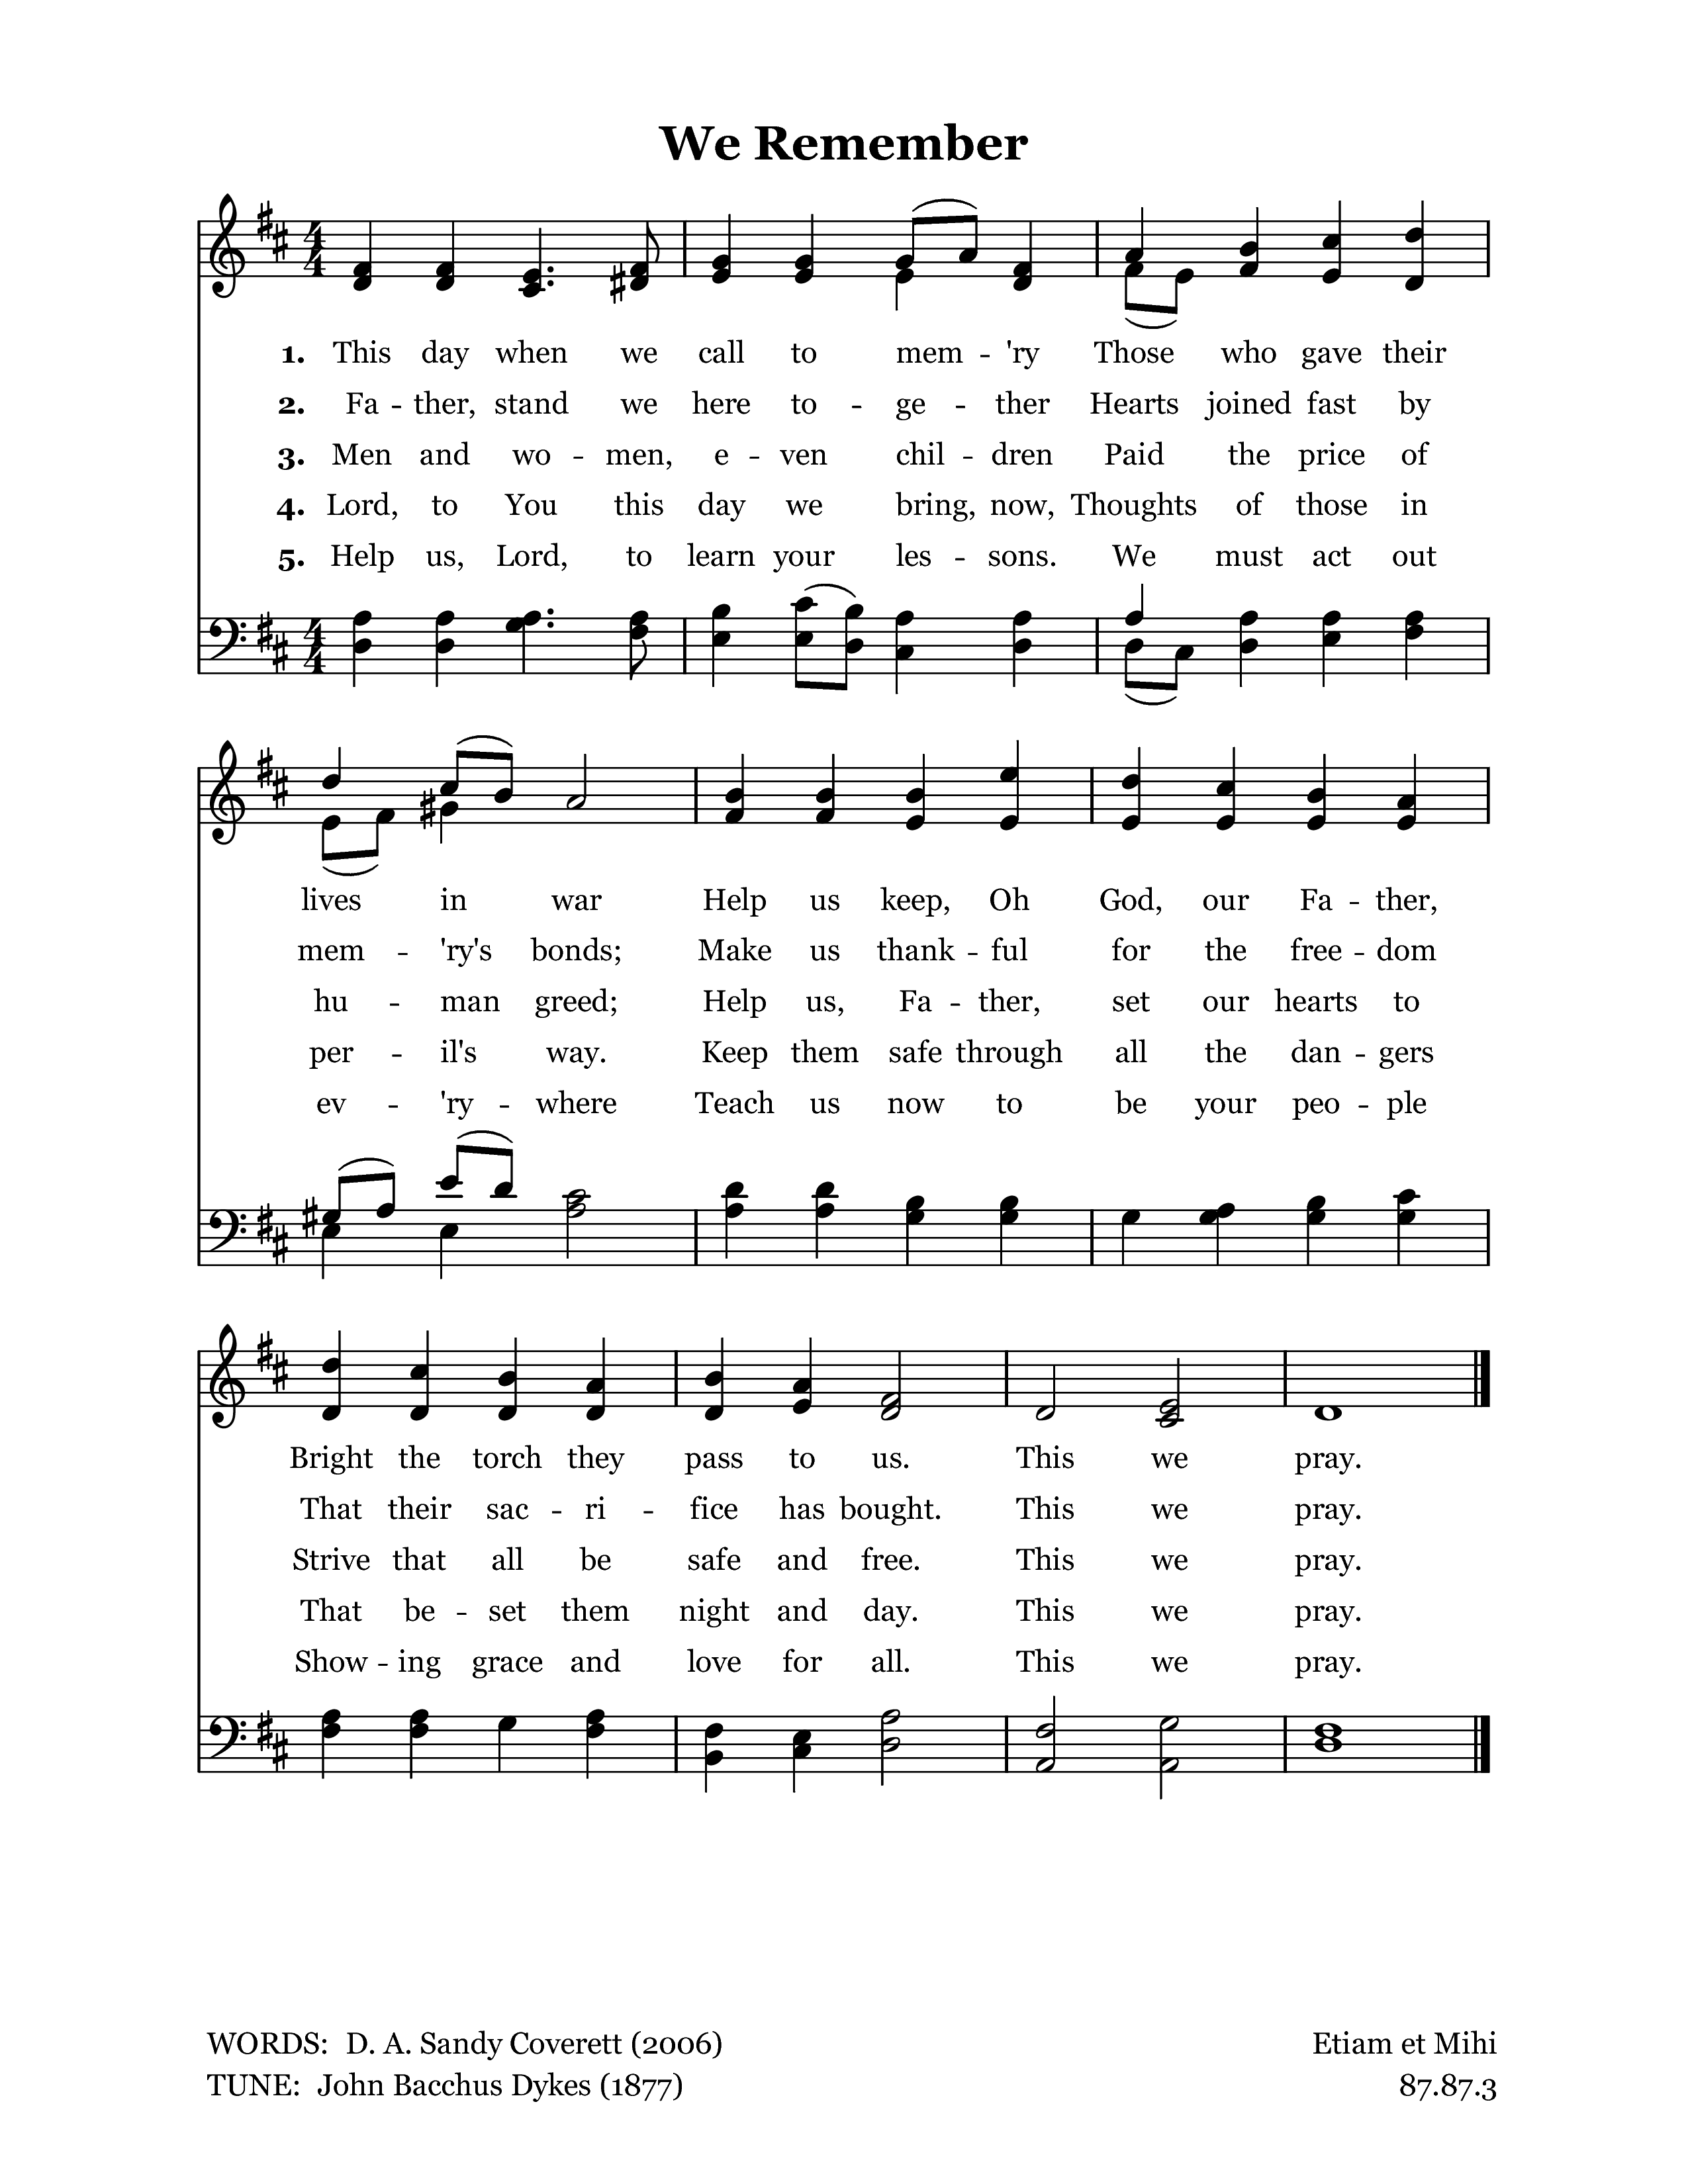 We Remember
1. This day when we call to mem - 'ry Those who gave their
2. Fa - ther, stand we here to - ge - ther Hearts joined fast by
3. Men and wo - men, e - ven chil - dren Paid the price of
4. Lord, to You this day we bring, now, Thoughts of those in
5. Help us, Lord, to learn your les - sons. We must act out
lives in war Help us keep, Oh God, our Fa - ther,
mem - 'ry's bonds; Make us thank - ful for the free - dom
hu - man greed; Help us, Fa - ther, set our hearts to
per - il's way. Keep them safe through all the dan - gers
ev - 'ry - where Teach us now to be your peo - ple
Bright the torch they pass to us. This we pray.
That their sac - ri - fice has bought. This we pray.
Strive that all be safe and free. This we pray.
That be - set them night and day. This we pray.
Show - ing grace and love for all. This we pray.
WORDS: D. A. Sandy Coverett (2006) Etiam et Mihi
TUNE: John Bacchus Dykes (1877) 87.87.3